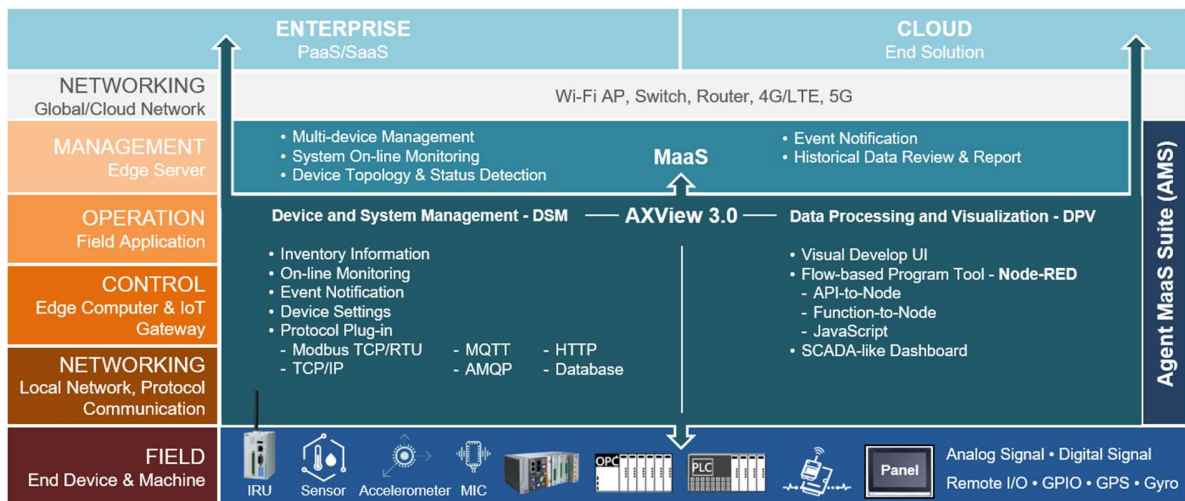 ENTERPRISE
PaaS/SaaS
CLOUD
End Solution
NETWORKING
Global/Cloud Network
Wi-Fi AP, Switch, Router, 4G/LTE, 5G
MANAGEMENT
Edge Server
• Multi-device Management
• System On-line Monitoring
• Device Topology & Status Detection
MaaS
• Event Notification
• Historical Data Review & Report
Agent MaaS Suite (AMS)
OPERATION
Field Application
Device and System Management - DSM
AXView 3.0
Data Processing and Visualization - DPV
CONTROL
Edge Computer & IoT
Gateway
• Inventory Information
• On-line Monitoring
• Event Notification
• Device Settings
• Protocol Plug-in
- Modbus TCP/RTU
- TCP/IP
- MQTT
- AMQP
- HTTP
- Database
• Visual Develop UI
• Flow-based Program Tool - Node-RED
- API-to-Node
- Function-to-Node
- JavaScript
• SCADA-like Dashboard
NETWORKING
Local Network, Protocol
Communication
FIELD
End Device & Machine
IRU
Sensor
Accelerometer
MIC
OPC
PLC
Panel
Analog Signal • Digital Signal
Remote I/O • GPIO • GPS • Gyro